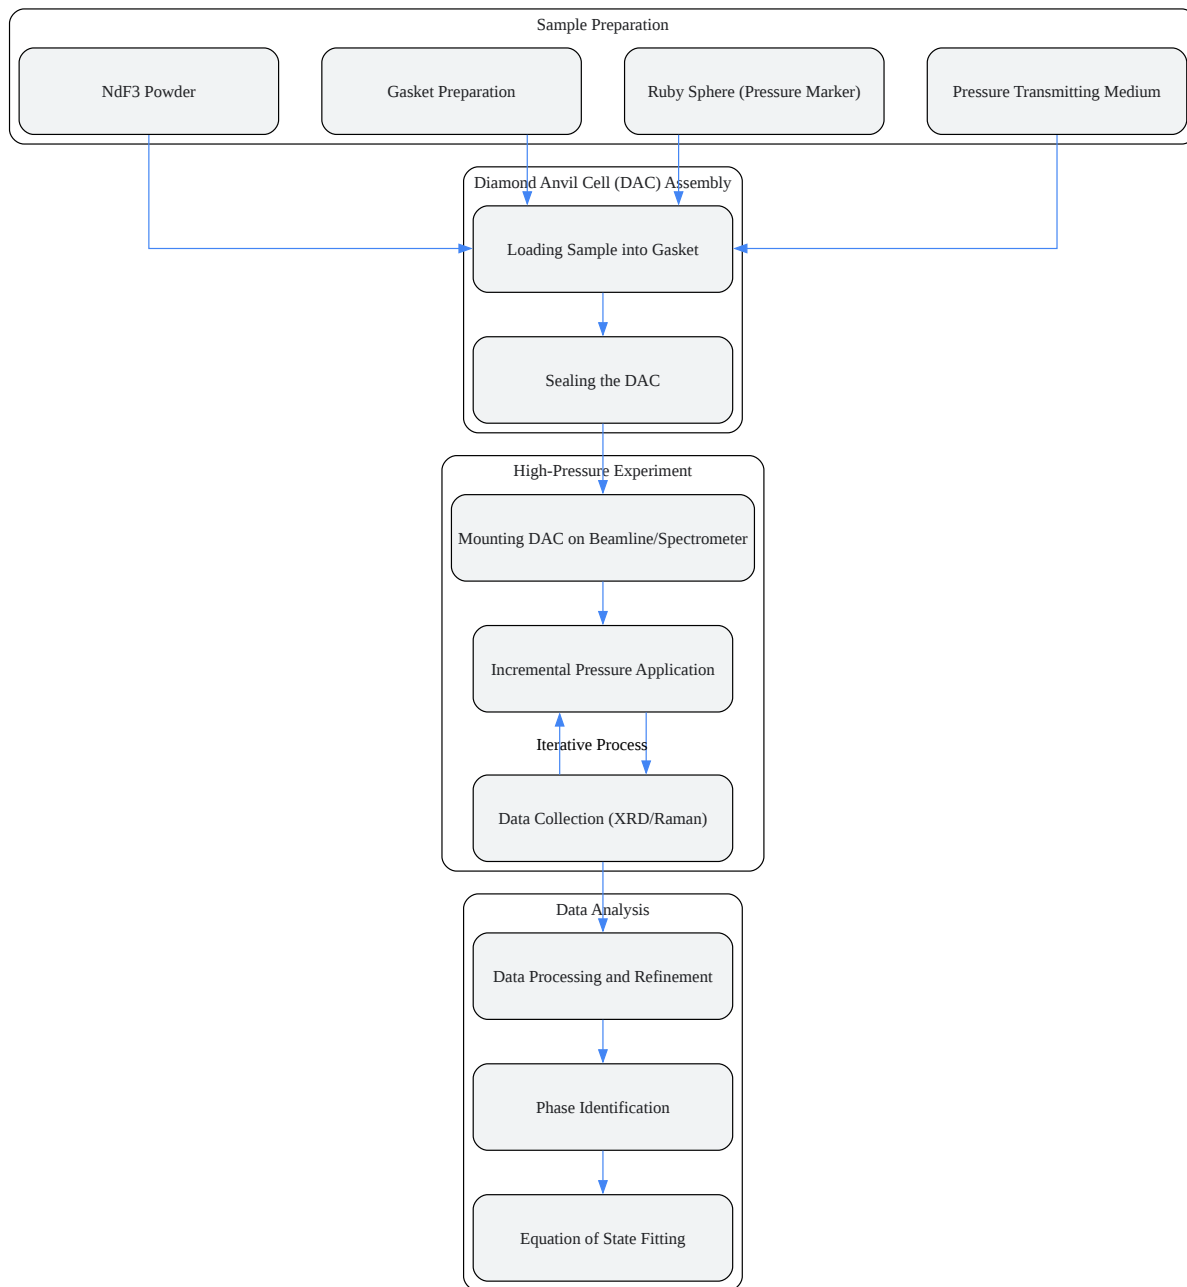 Sample Preparation
NdF3 Powder
Gasket Preparation
Ruby Sphere (Pressure Marker)
Pressure Transmitting Medium
Diamond Anvil Cell (DAC) Assembly
Loading Sample into Gasket
Sealing the DAC
High-Pressure Experiment
Mounting DAC on Beamline/Spectrometer
Incremental Pressure Application
Iterative Process
Data Collection (XRD/Raman)
Data Analysis
Data Processing and Refinement
Phase Identification
Equation of State Fitting